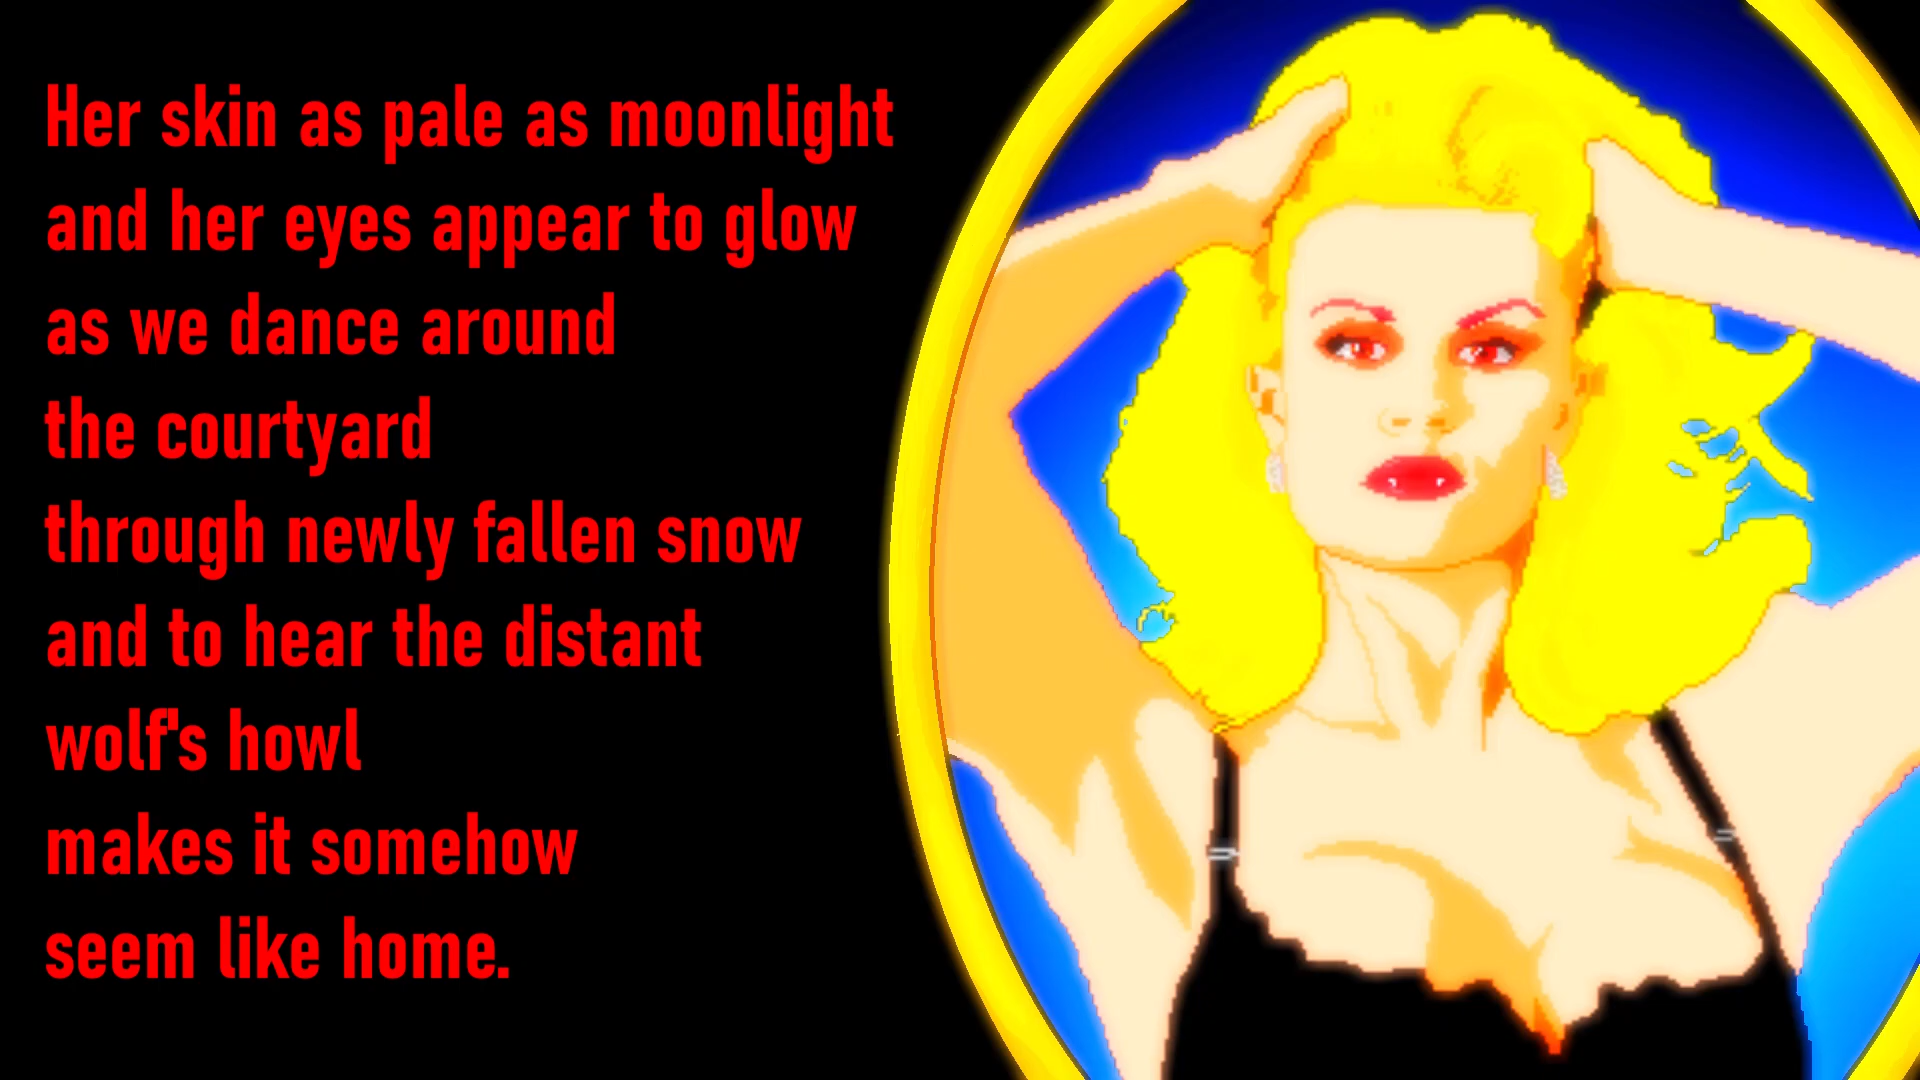 Her skin as pale as moonlight
and her eyes appear to glow
as we dance around
the courtyard
through newly fallen snow
and to hear the distant
wolf's howl
makes it somehow
seem like home.